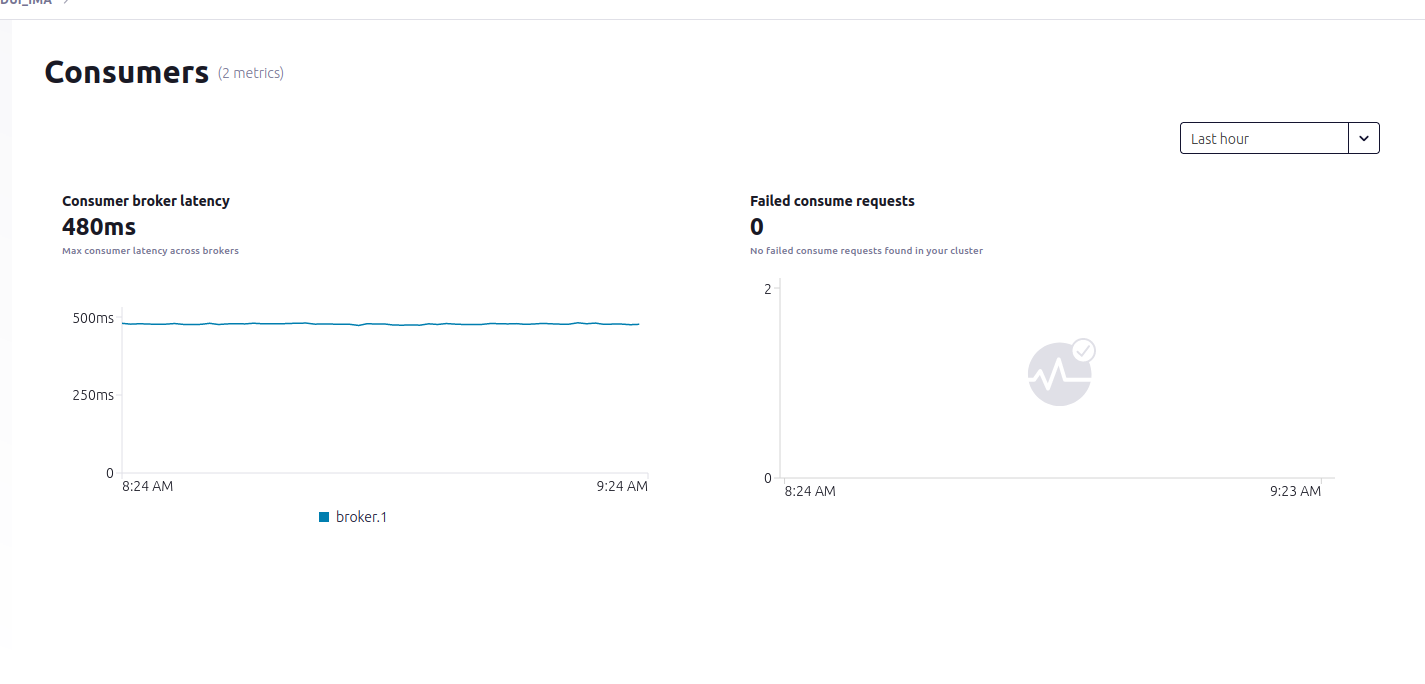 Consumers (2 metrics)
Last hour
Consumer broker latency
480ms
Max consumer latency across brokers
500ms
250ms
0
8:24 AM
9:24 AM
broker.1
Failed consume requests
0
No failed consume requests found in your cluster
2
0
8:24 AM
9:23 AM